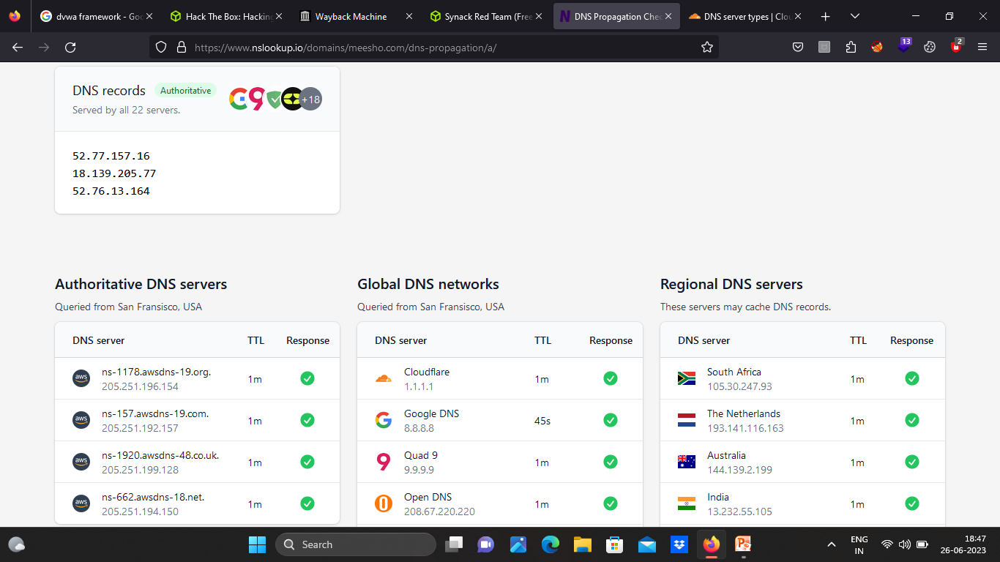 dvwa framework - Goo
Hack The Box: Hacking
Wayback Machine
Synack Red Team (Free
DNS Propagation Chec
DNS server types | Clou
https://www.nslookup.io/domains/meesho.com/dns-propagation/a/
13
2
DNS records
Authoritative
+18
Served by all 22 servers.
52.77.157.16
18.139.205.77
52.76.13.164
Authoritative DNS servers
Queried from San Fransisco, USA
DNS server TTL Response
aws
ns-1178.awsdns-19.org.
205.251.196.154
1m
aws
ns-157.awsdns-19.com.
205.251.192.157
1m
aws
ns-1920.awsdns-48.co.uk.
205.251.199.128
1m
aws
ns-662.awsdns-18.net.
205.251.194.150
1m
Global DNS networks
Queried from San Fransisco, USA
DNS server TTL Response
Cloudflare
1.1.1.1
1m
Google DNS
8.8.8.8
45s
Quad 9
9.9.9.9
1m
Open DNS
208.67.220.220
1m
Regional DNS servers
These servers may cache DNS records.
DNS server TTL Response
South Africa
105.30.247.93
1m
The Netherlands
193.141.116.163
1m
Australia
144.139.2.199
1m
India
13.232.55.105
1m
Search
ENG
IN
18:47
26-06-2023